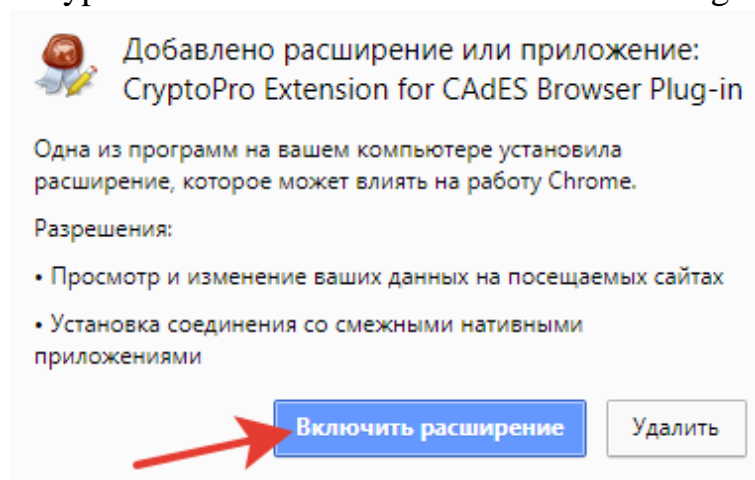 Добавлено расширение или приложение:
CryptoPro Extension for CAdES Browser Plug-in
Одна из программ на вашем компьютере установила
расширение, которое может влиять на работу Chrome.
Разрешения:
• Просмотр и изменение ваших данных на посещаемых сайтах
• Установка соединения со смежными нативными
приложениями
Включить расширение Удалить